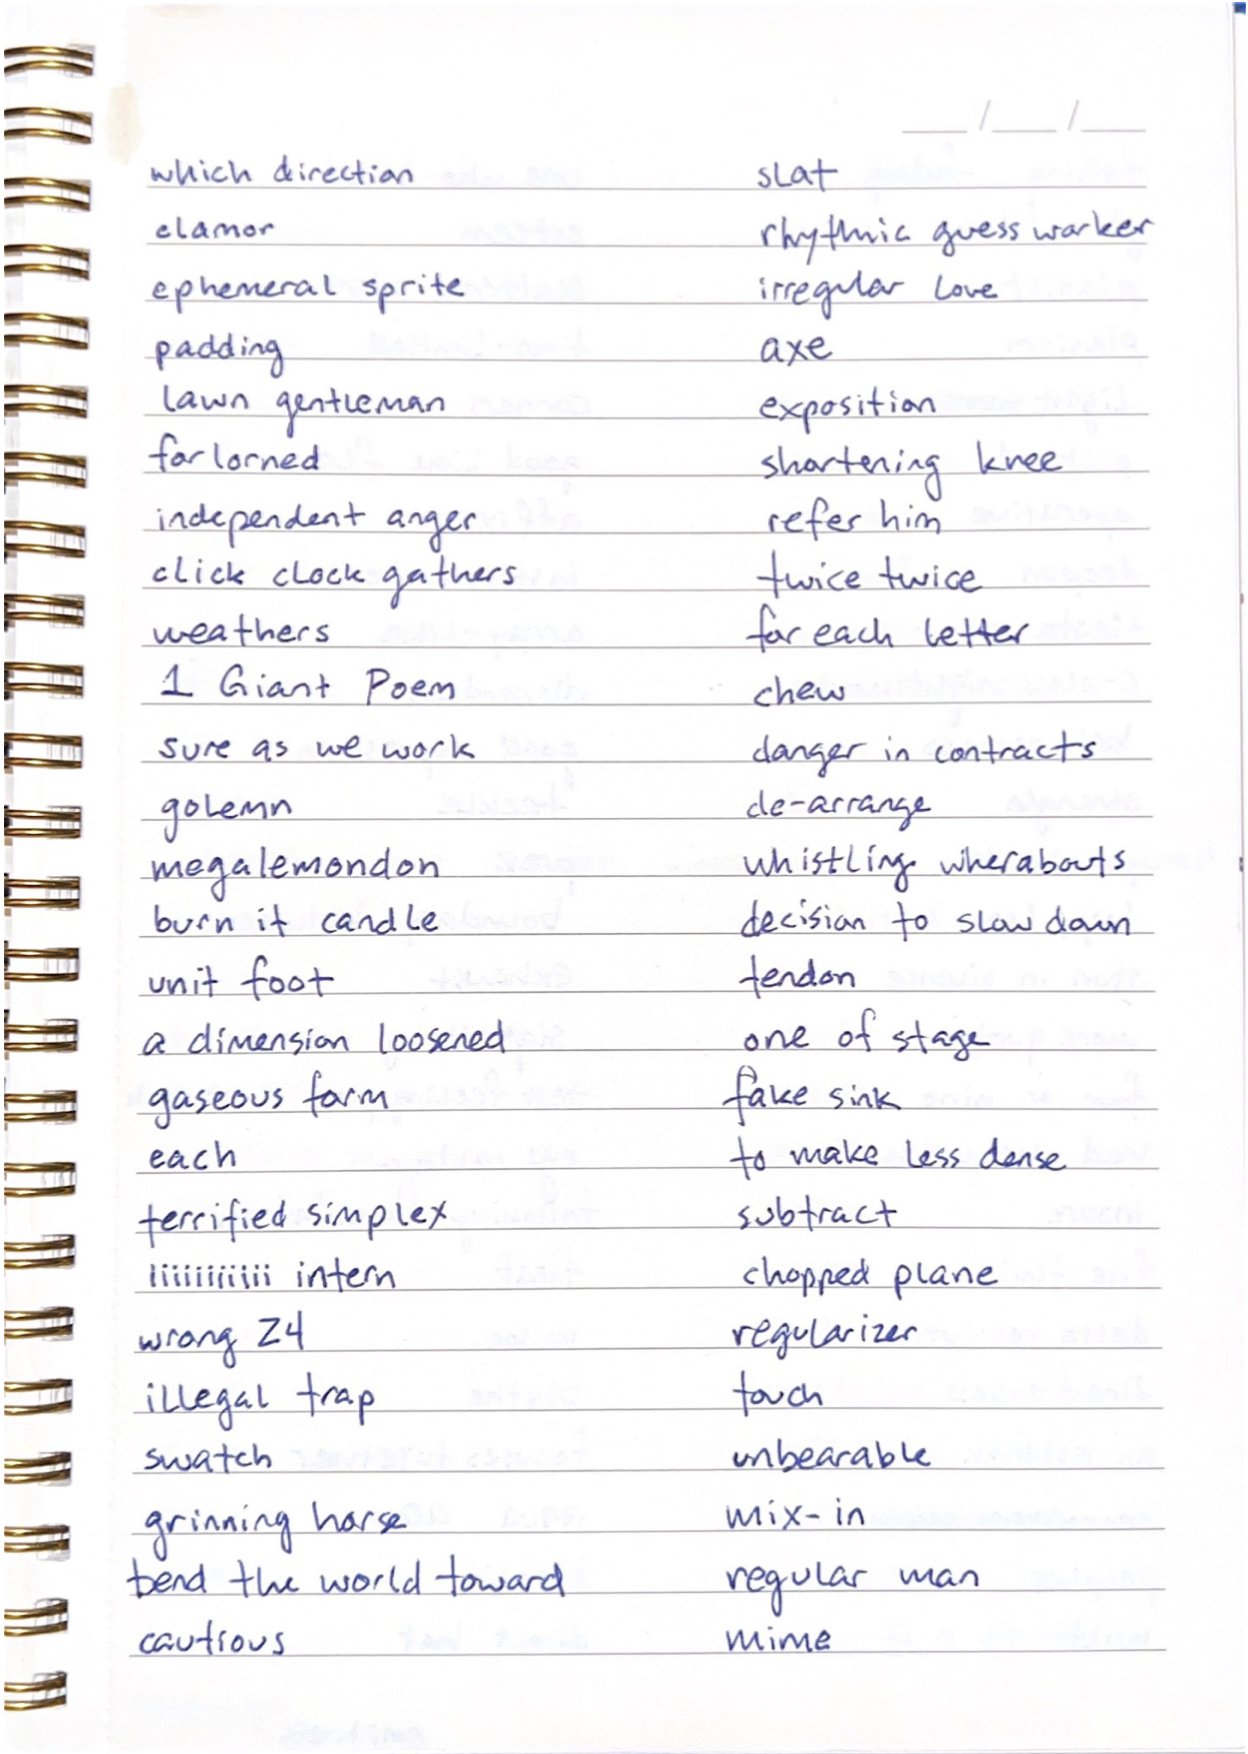 which direction
clamor
ephemeral sprite
padding
lawn gentleman
forlorned
independent anger
click clock gathers
weathers
1 Giant Poem
sure as we work
golemn
megalemondon
burn it candle
unit foot
a dimension loosened
gaseous form
each
terrified simplex
iiiiiiiiiii intern
wrong Z4
illegal trap
swatch
grinning horse
bend the world toward
cautious
slat
rhythmic guess worker
irregular love
axe
exposition
shortening knee
refer him
twice twice
for each letter
chew
danger in contracts
de-arrange
whistling wherabouts
decision to slow down
tendon
one of stage
fake sink
to make less dense
subtract
chopped plane
regularizer
touch
unbearable
mix-in
regular man
mime